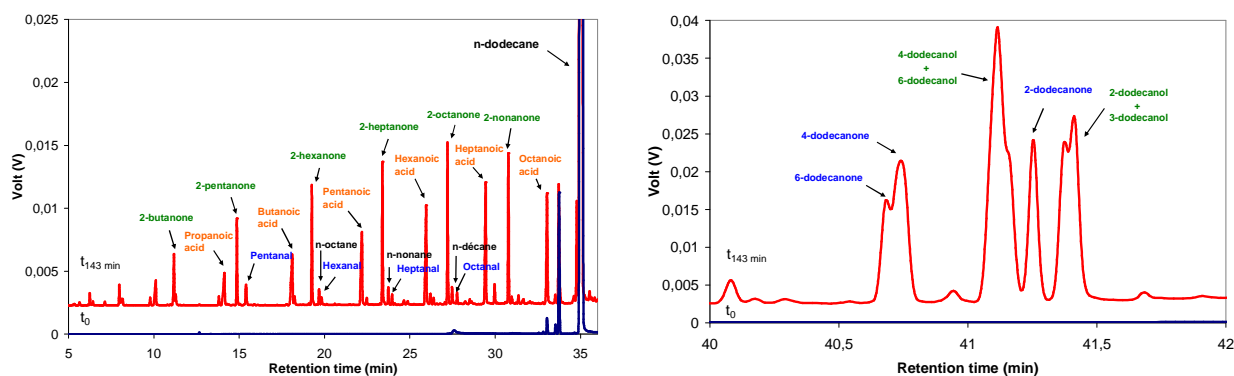 0,025
0,02
0,015
0,01
0,005
0
Volt (V)
5
10
15
20
25
30
35
Retention time (min)
n-dodecane
2-butanone
Propanoic
acid
2-pentanone
Pentanal
Butanoic
acid
2-hexanone
n-octane
Hexanal
Pentanoic
acid
2-heptanone
n-nonane
Heptanal
Hexanoic
acid
2-octanone
n-décane
Octanal
Heptanoic
acid
2-nonanone
Octanoic
acid
t143 min
t0
0,04
0,035
0,03
0,025
0,02
0,015
0,01
0,005
0
Volt (V)
40
40,5
41
41,5
42
Retention time (min)
4-dodecanol
+
6-dodecanol
2-dodecanone
2-dodecanol
+
3-dodecanol
4-dodecanone
6-dodecanone
t143 min
t0